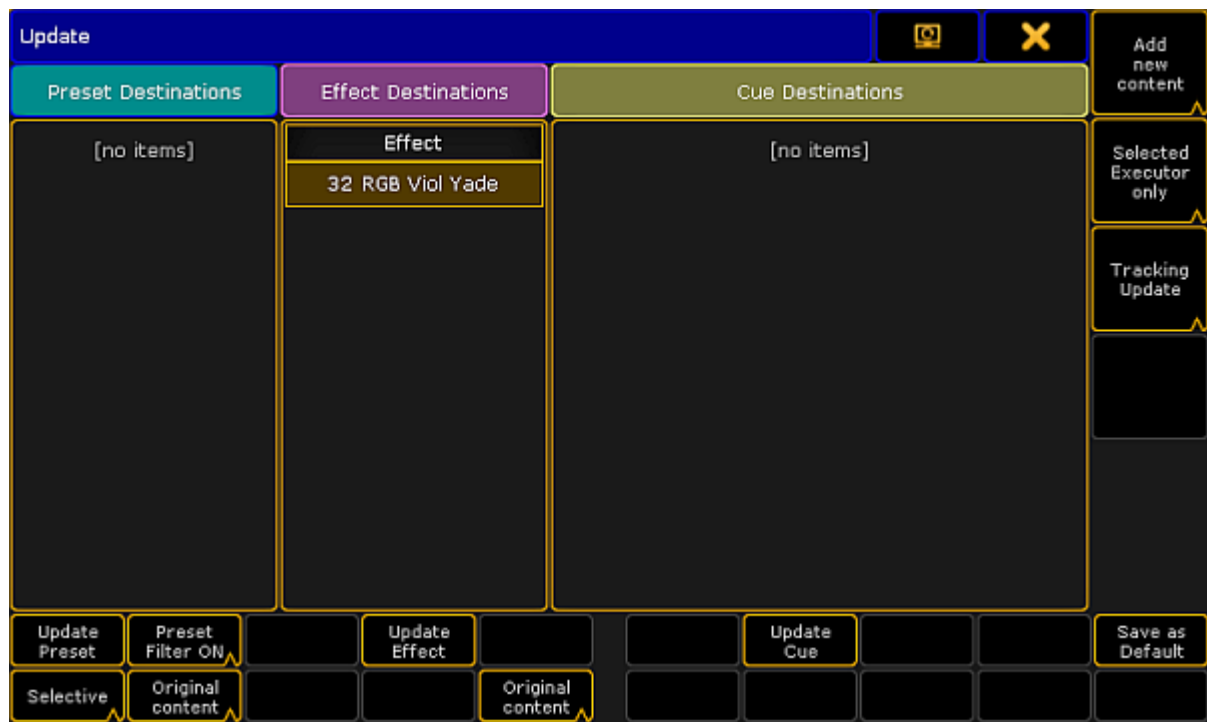 Update
Add
new
content
Preset Destinations
Effect Destinations
Cue Destinations
[no items]
Effect
32 RGB Viol Yade
[no items]
Selected
Executor
only
Tracking
Update
Update
Preset
Preset
Filter ON
Update
Effect
Update
Cue
Save as
Default
Selective
Original
content
Original
content